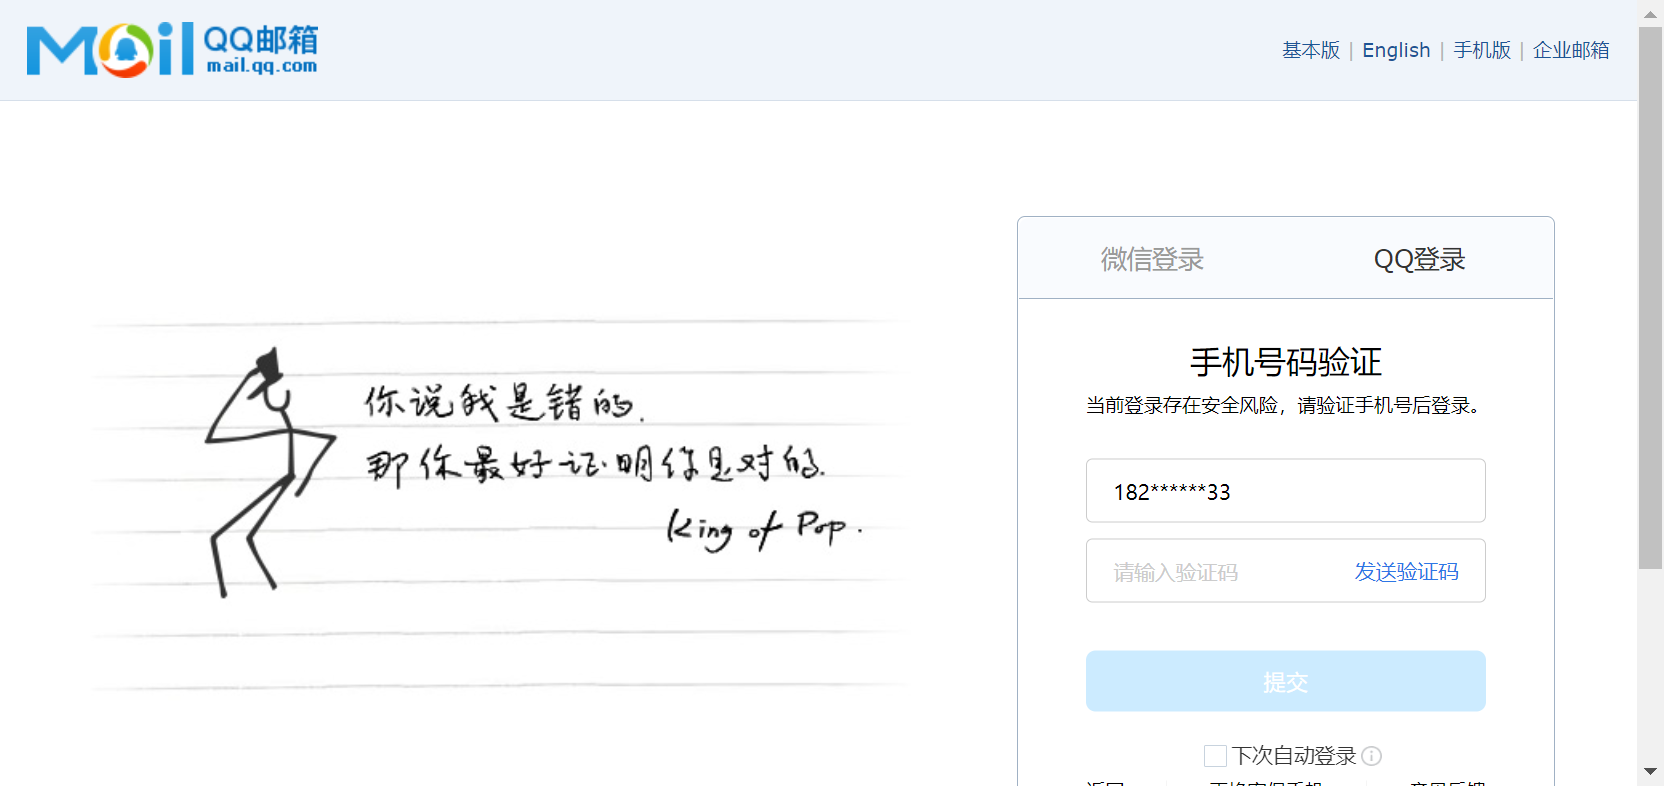 Mail QQ邮箱
mail.qq.com
基本版 | English | 手机版 | 企业邮箱
微信登录 QQ登录
手机号码验证
当前登录存在安全风险，请验证手机号后登录。
182******33
请输入验证码 发送验证码
提交
下次自动登录
你说我是错的.
那你最好证明你是对的.
King of Pop.